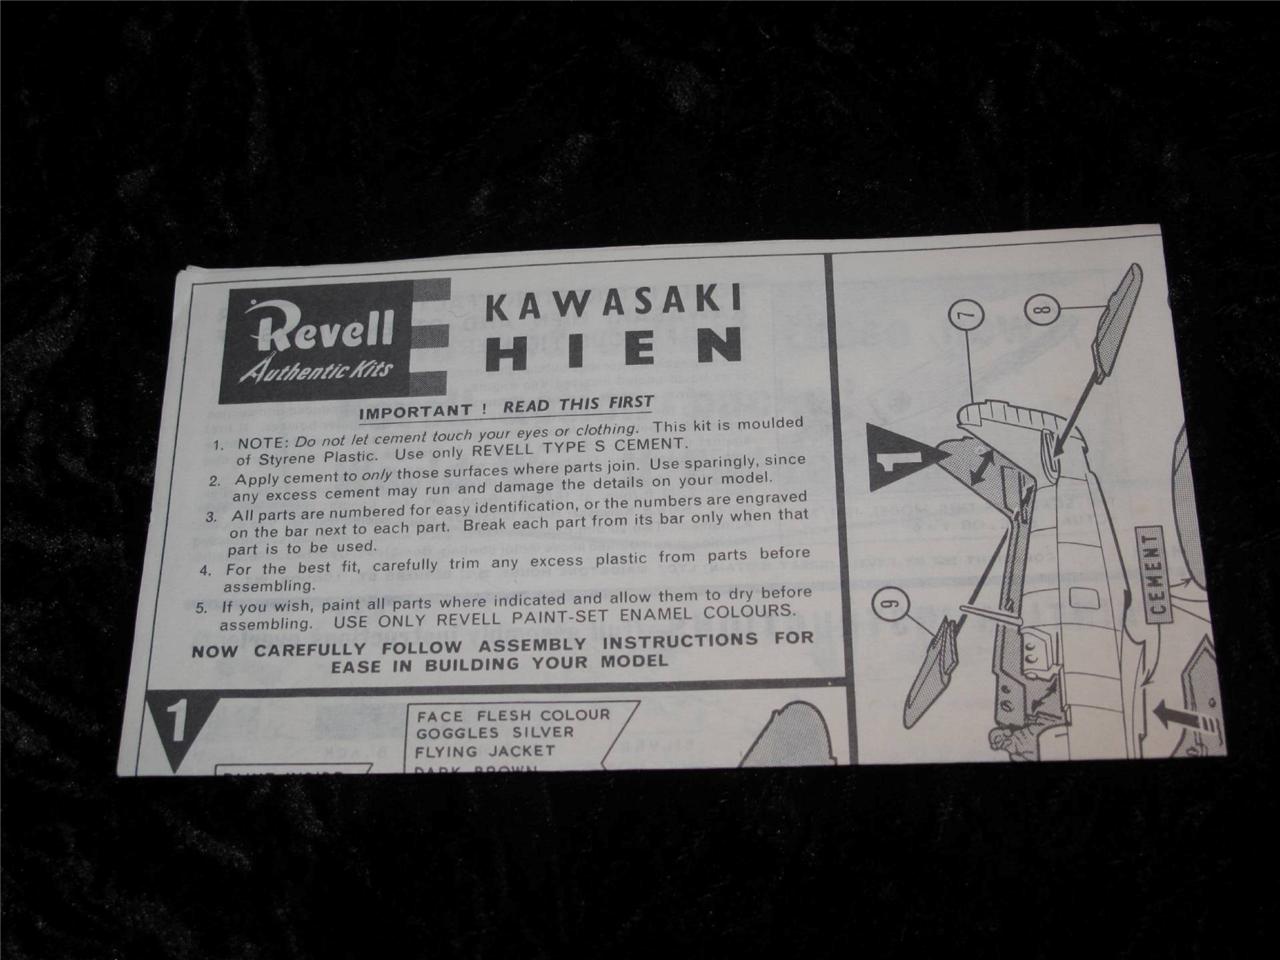 Revell
Authentic Kits
KAWASAKI
HIEN
IMPORTANT ! READ THIS FIRST
1. NOTE: Do not let cement touch your eyes or clothing. This kit is moulded
of Styrene Plastic. Use only REVELL TYPE S CEMENT.
2. Apply cement to only those surfaces where parts join. Use sparingly, since
any excess cement may run and damage the details on your model.
3. All parts are numbered for easy identification, or the numbers are engraved
on the bar next to each part. Break each part from its bar only when that
part is to be used.
4. For the best fit, carefully trim any excess plastic from parts before
assembling.
5. If you wish, paint all parts where indicated and allow them to dry before
assembling. USE ONLY REVELL PAINT-SET ENAMEL COLOURS.
NOW CAREFULLY FOLLOW ASSEMBLY INSTRUCTIONS FOR
EASE IN BUILDING YOUR MODEL
1
FACE FLESH COLOUR
GOGGLES SILVER
FLYING JACKET
DARK BROWN
7
8
1
9
CEMENT